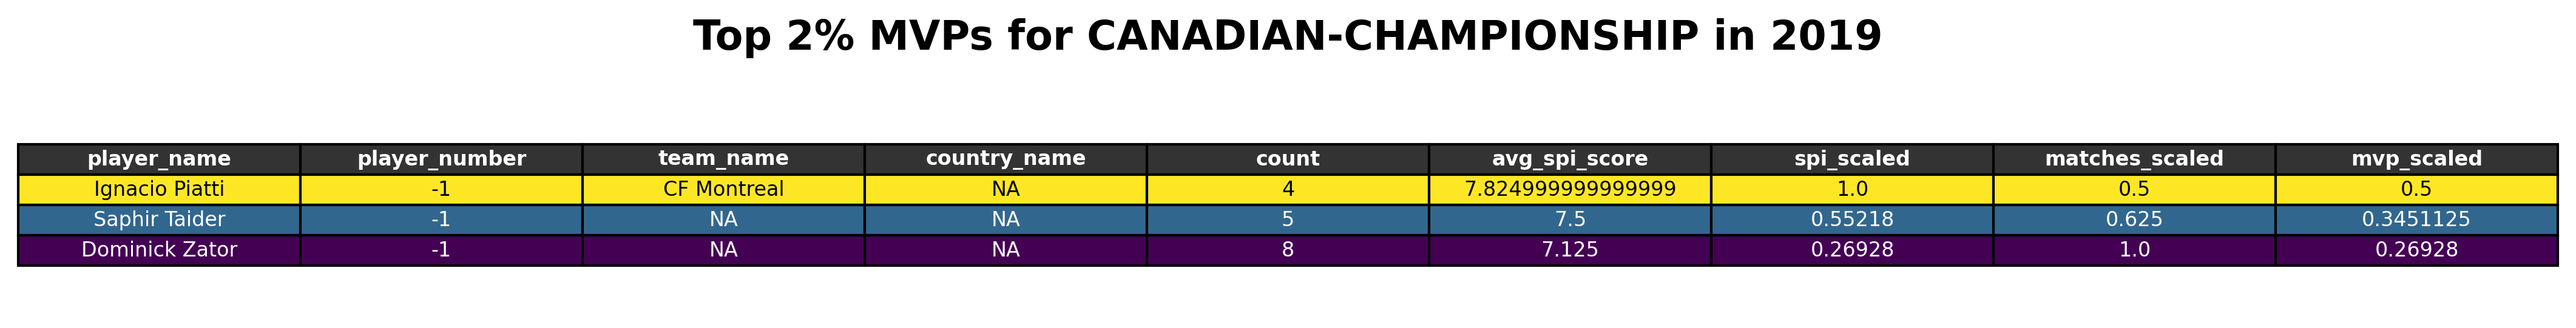 Top 2% MVPs for CANADIAN-CHAMPIONSHIP in 2019
player_name player_number team_name country_name count avg_spi_score spi_scaled matches_scaled mvp_scaled
Ignacio Piatti -1 CF Montreal NA 4 7.824999999999999 1.0 0.5 0.5
Saphir Taider -1 NA NA 5 7.5 0.55218 0.625 0.3451125
Dominick Zator -1 NA NA 8 7.125 0.26928 1.0 0.26928